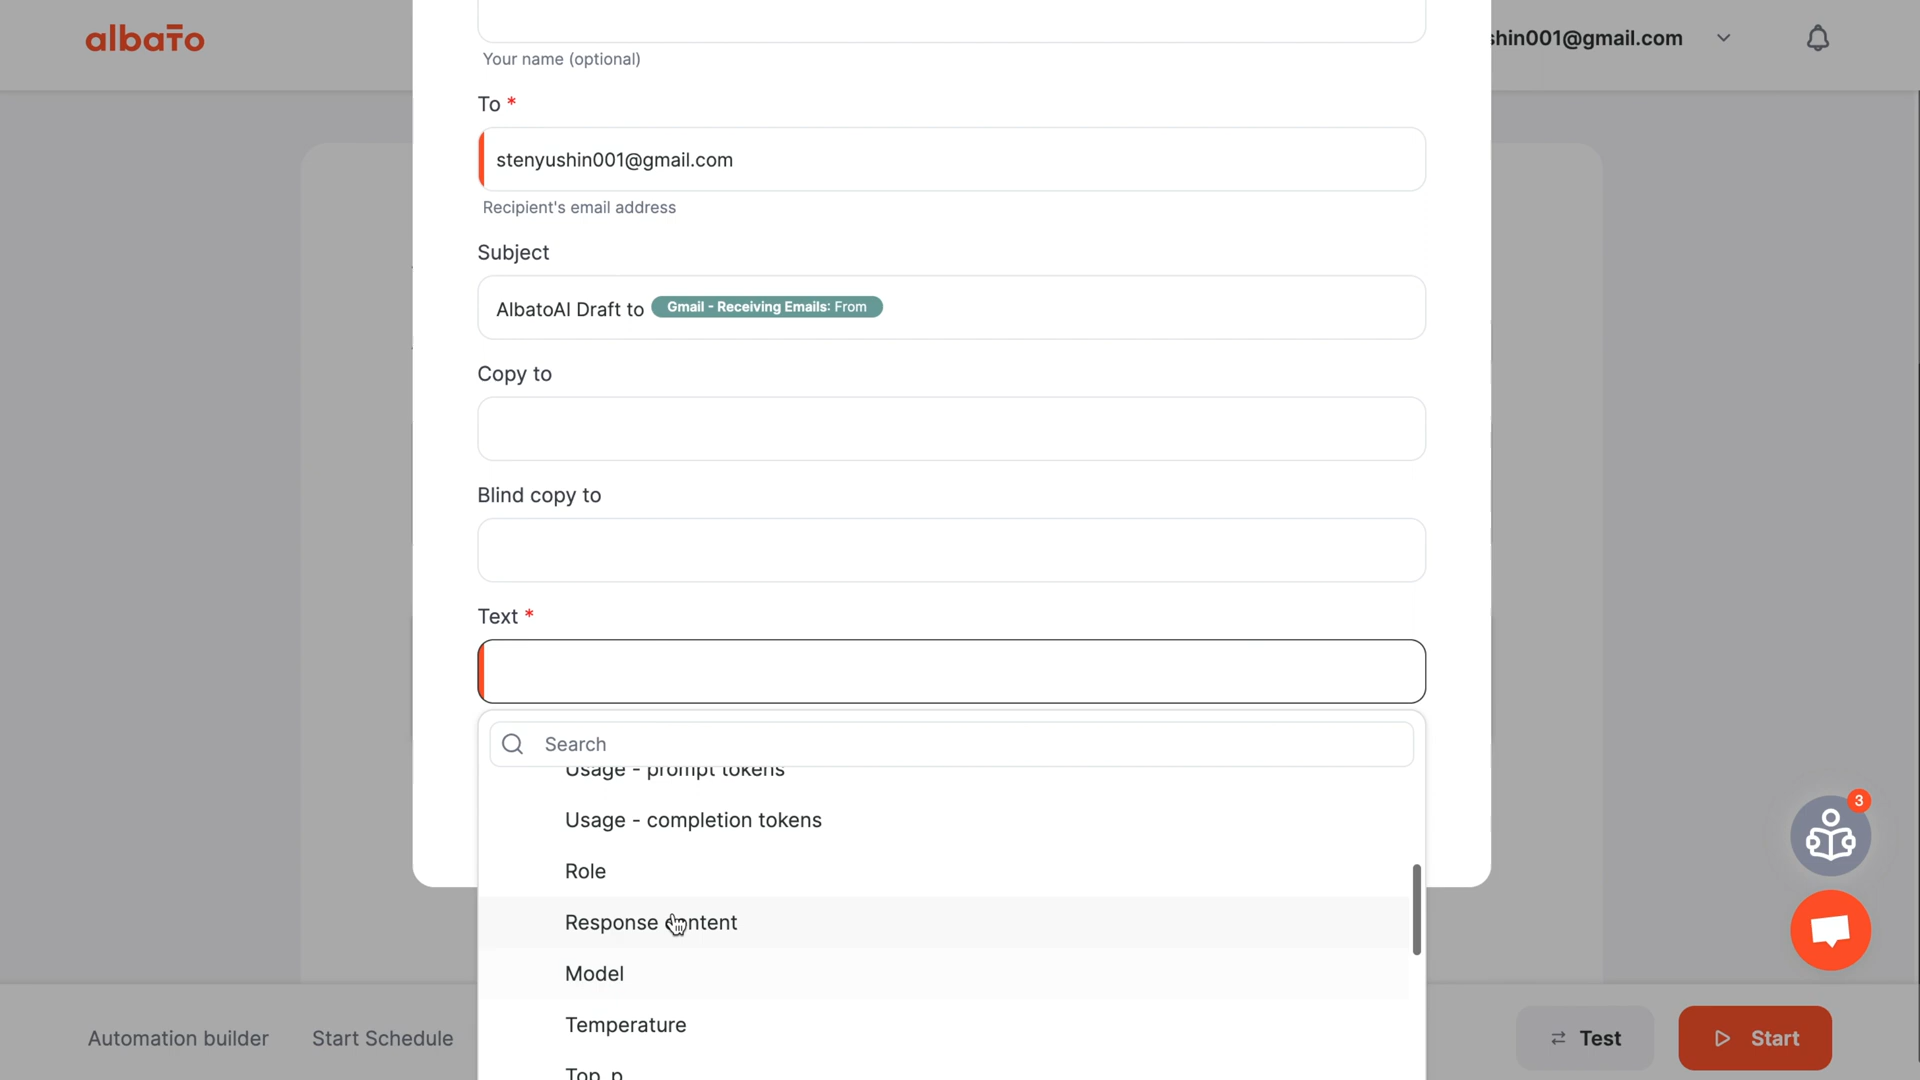 albato
shin001@gmail.com
Your name (optional)
To *
stenyushin001@gmail.com
Recipient's email address
Subject
AlbatoAI Draft to Gmail - Receiving Emails: From
Copy to
Blind copy to
Text *
Search
Usage - prompt tokens
Usage - completion tokens
Role
Response content
Model
Temperature
Top_p
3
Automation builder
Start Schedule
Test
Start